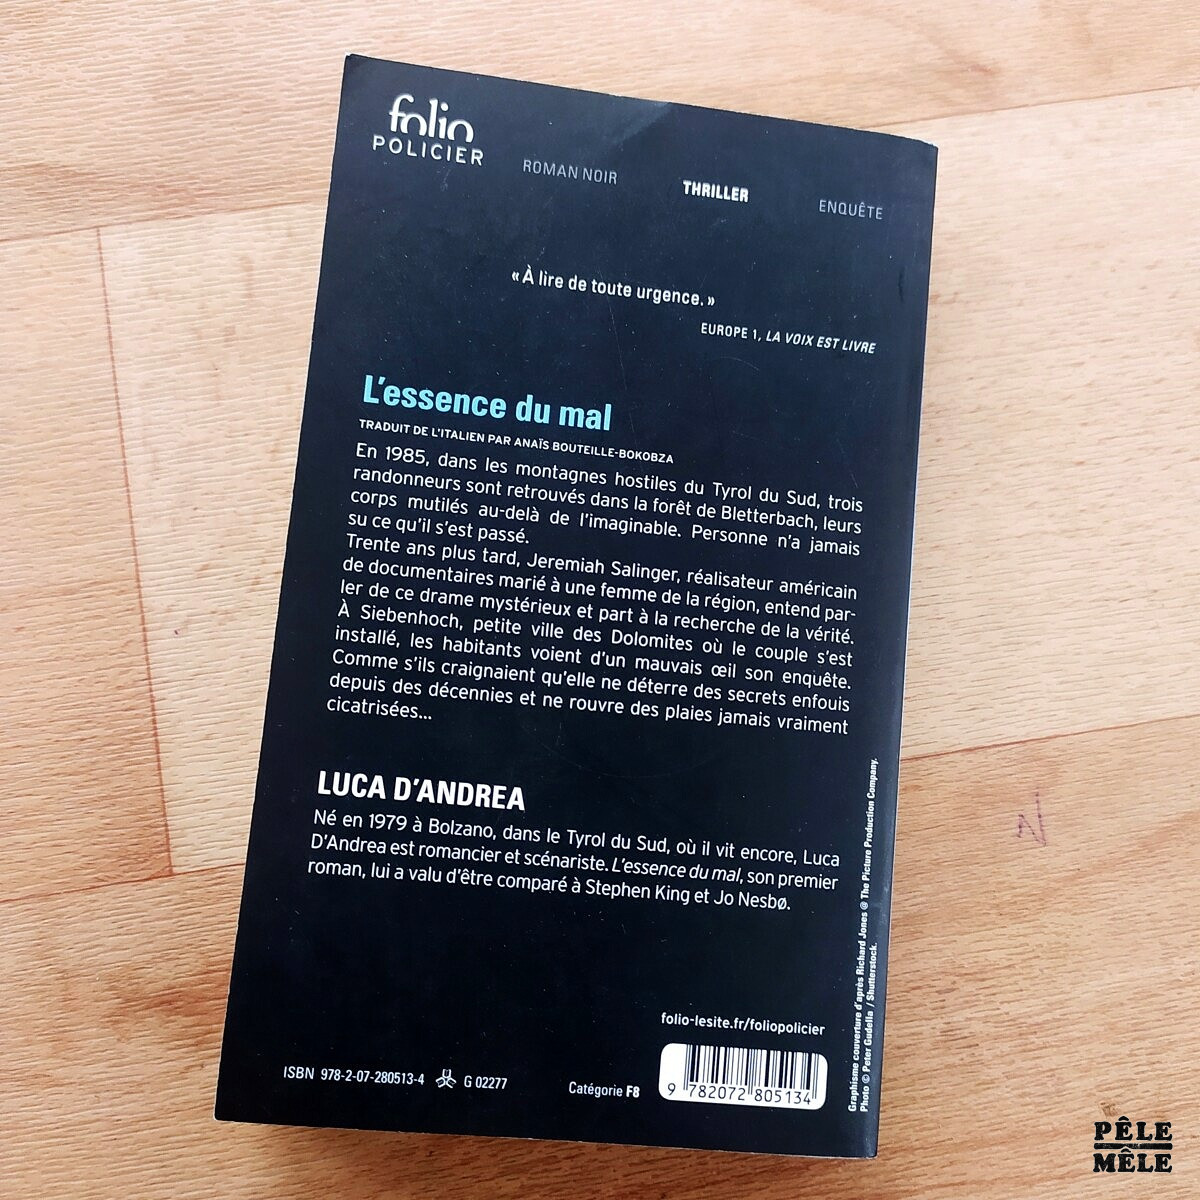 folio
POLICIER
ROMAN NOIR
THRILLER
ENQUÊTE
« À lire de toute urgence. »
EUROPE 1, LA VOIX EST LIVRE
L'essence du mal
TRADUIT DE L'ITALIEN PAR ANAÏS BOUTEILLE-BOKOBZA
En 1985, dans les montagnes hostiles du Tyrol du Sud, trois
randonneurs sont retrouvés dans la forêt de Bletterbach, leurs
corps mutilés au-delà de l'imaginable. Personne n'a jamais
su ce qu'il s'est passé.
Trente ans plus tard, Jeremiah Salinger, réalisateur américain
de documentaires marié à une femme de la région, entend par-
ler de ce drame mystérieux et part à la recherche de la vérité.
À Siebenhoch, petite ville des Dolomites où le couple s'est
installé, les habitants voient d'un mauvais œil son enquête.
Comme s'ils craignaient qu'elle ne déterre des secrets enfouis
depuis des décennies et ne rouvre des plaies jamais vraiment
cicatrisées...
LUCA D'ANDREA
Né en 1979 à Bolzano, dans le Tyrol du Sud, où il vit encore, Luca
D'Andrea est romancier et scénariste. L'essence du mal, son premier
roman, lui a valu d'être comparé à Stephen King et Jo Nesbø.
folio-lesite.fr/foliopolicier
ISBN 978-2-07-280513-4
G 02277
Catégorie F8
9 782072 805134
Graphisme couverture d'après Richard Jones @ The Picture Production Company.
Photo © Peter Gudella / Shutterstock.
N
PÊLE
MÊLE